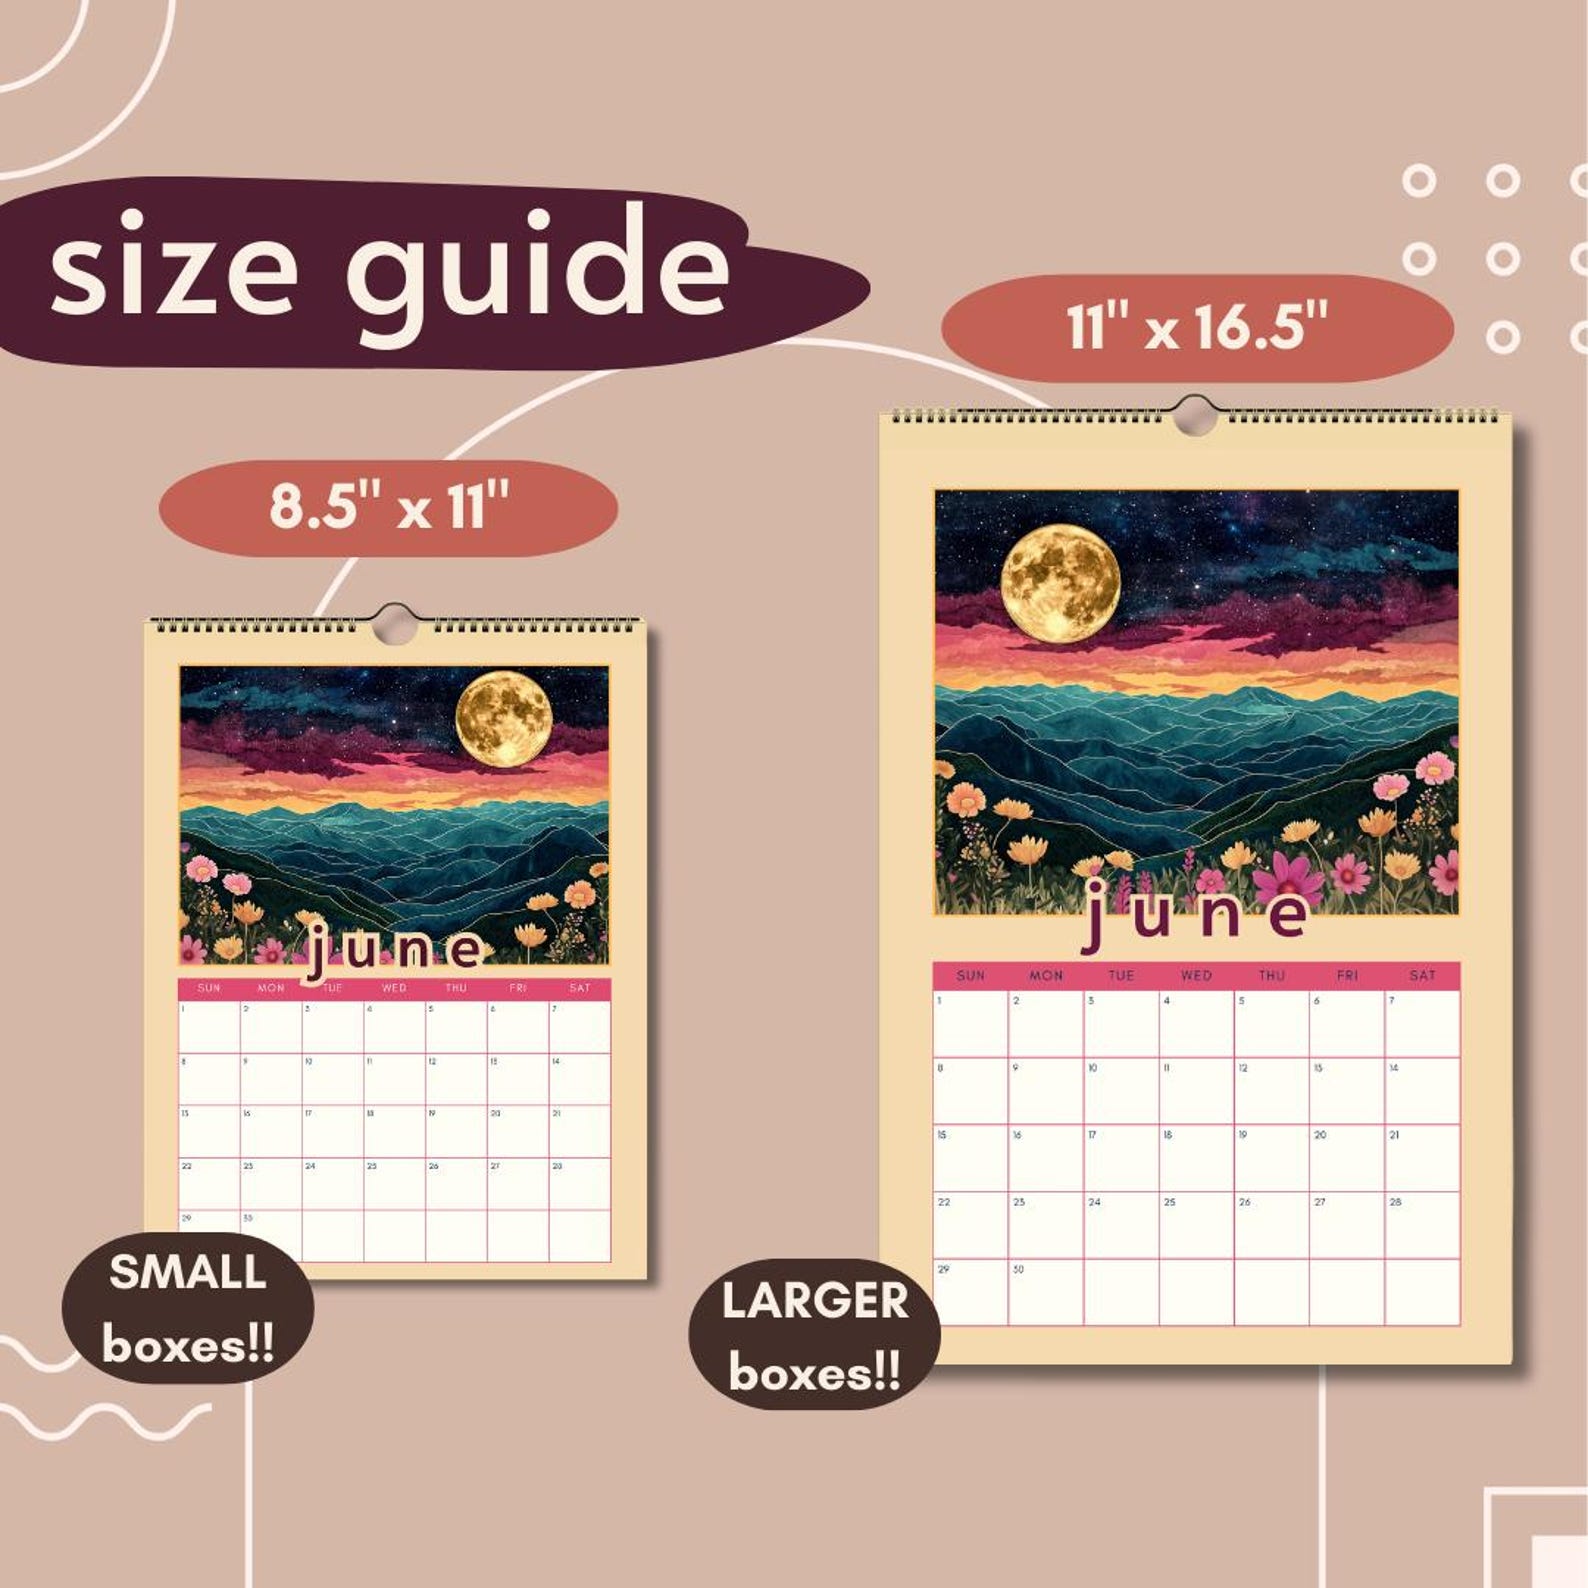 size guide
11" x 16.5"
8.5" x 11"
june
SUN MON TUE WED THU FRI SAT
1 2 3 4 5 6 7
8 9 10 11 12 13 14
15 16 17 18 19 20 21
22 23 24 25 26 27 28
29 30
SMALL
boxes!!
june
SUN MON TUE WED THU FRI SAT
1 2 3 4 5 6 7
8 9 10 11 12 13 14
15 16 17 18 19 20 21
22 23 24 25 26 27 28
29 30
LARGER
boxes!!